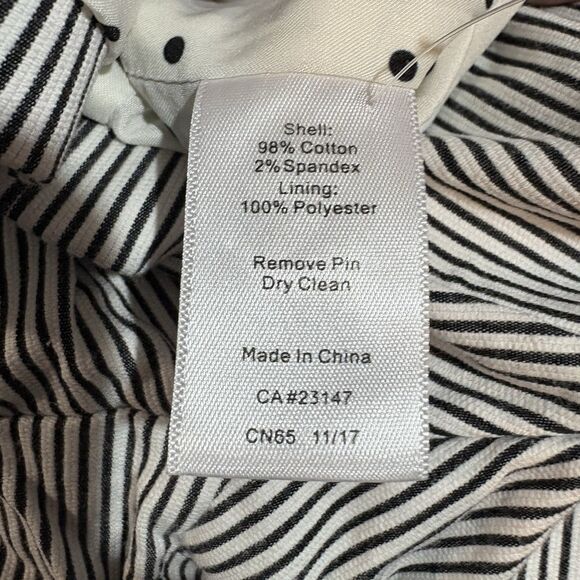 Shell:
98% Cotton
2% Spandex
Lining:
100% Polyester
Remove Pin
Dry Clean
Made In China
CA#23147
CN65 11/17